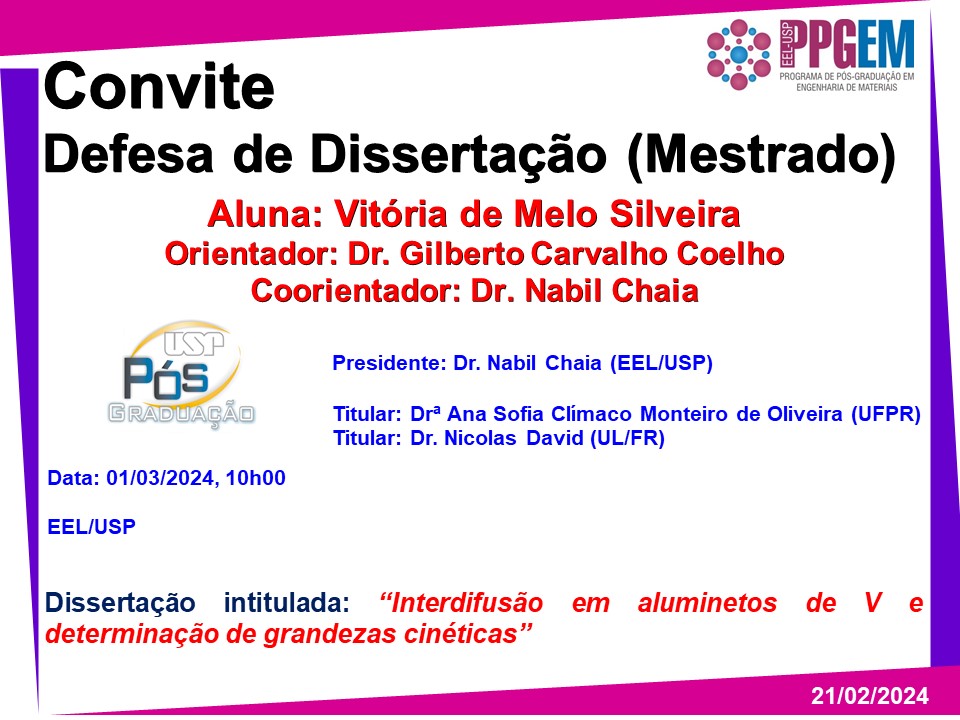 EEL-USP
PPGEM
PROGRAMA DE PÓS-GRADUAÇÃO EM
ENGENHARIA DE MATERIAIS
Convite
Defesa de Dissertação (Mestrado)
Aluna: Vitória de Melo Silveira
Orientador: Dr. Gilberto Carvalho Coelho
Coorientador: Dr. Nabil Chaia
USP
PÓS
GRADUAÇÃO
Presidente: Dr. Nabil Chaia (EEL/USP)
Titular: Drª Ana Sofia Clímaco Monteiro de Oliveira (UFPR)
Titular: Dr. Nicolas David (UL/FR)
Data: 01/03/2024, 10h00
EEL/USP
Dissertação intitulada: “Interdifusão em aluminetos de V e
determinação de grandezas cinéticas”
21/02/2024